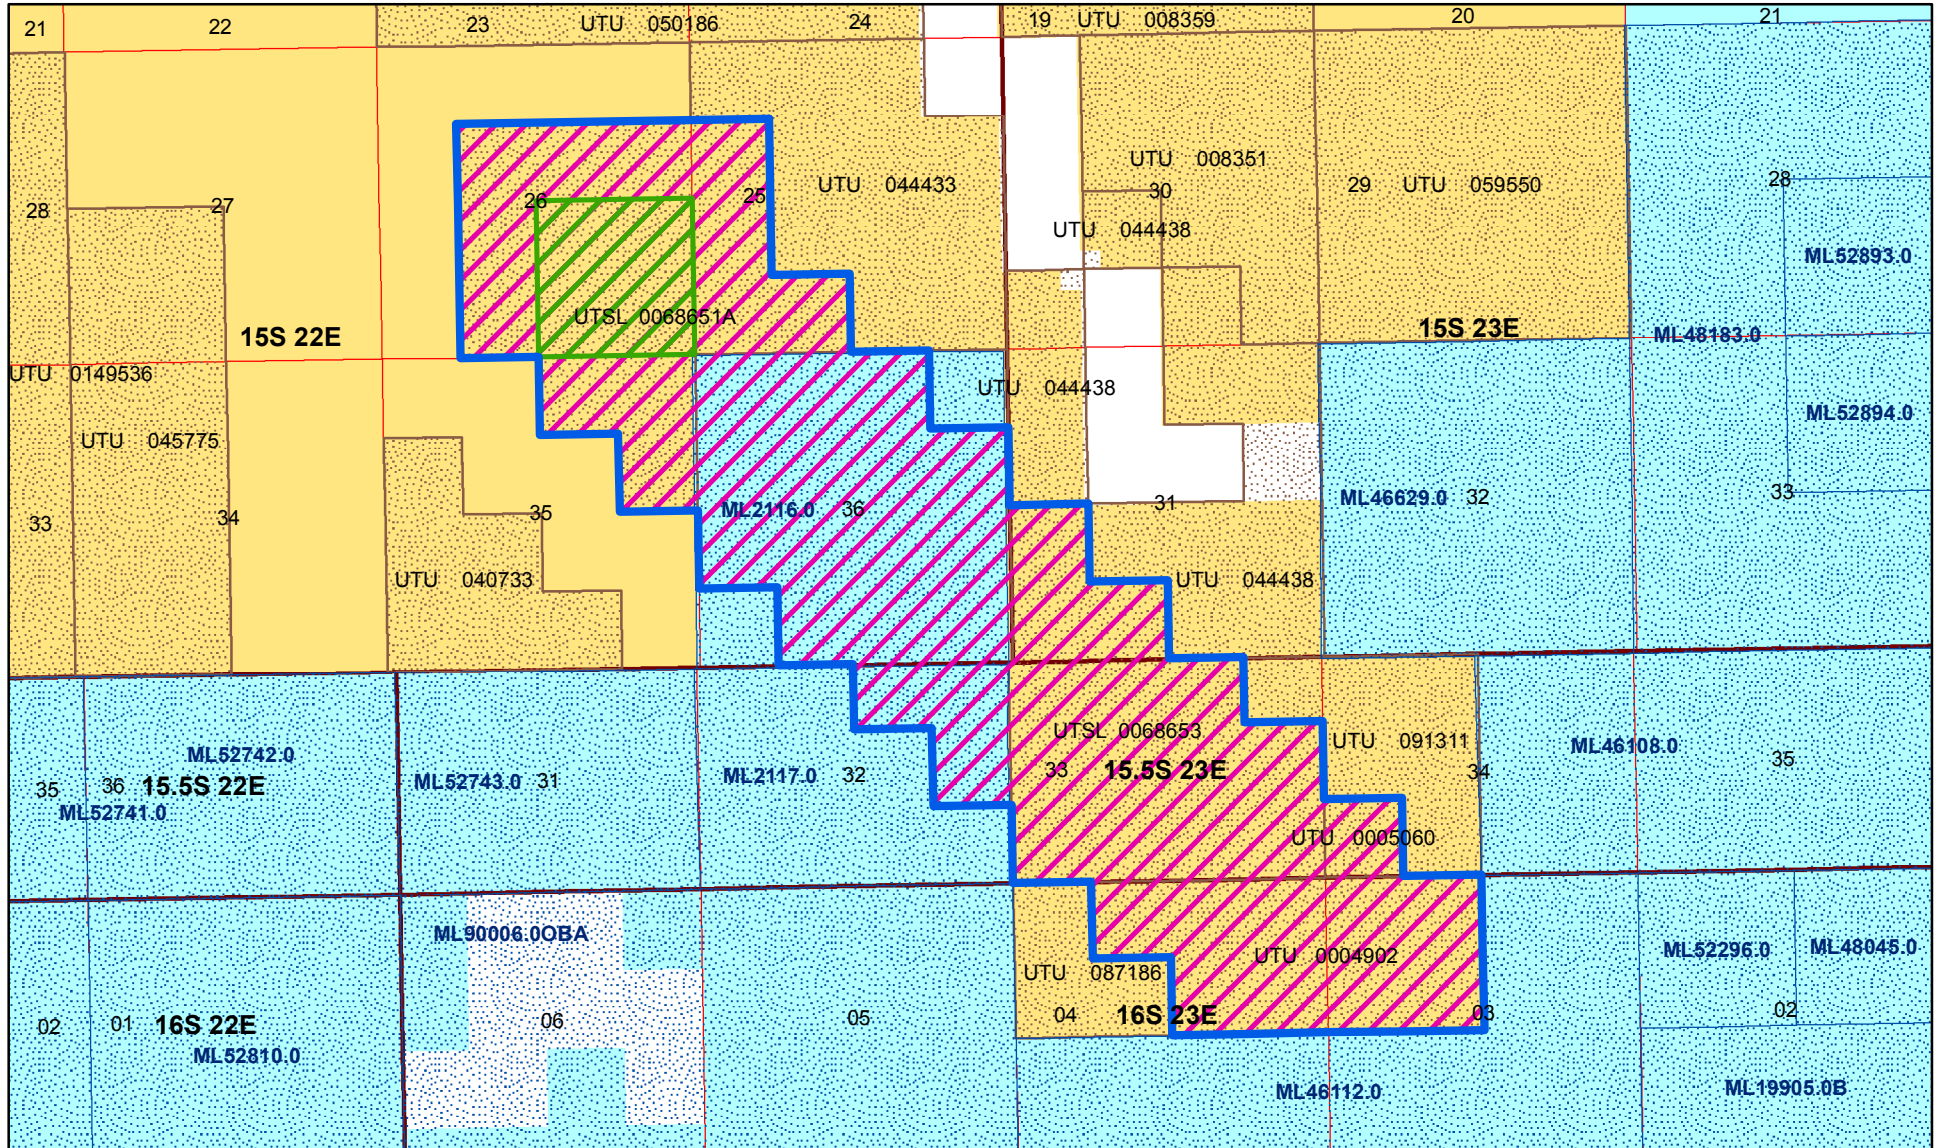 21
22
23
UTU 050186
24
19
UTU 008359
20
21
28
27
26
25
UTU 044433
UTU 008351
30
UTU 044438
29
UTU 059550
28
ML52893.0
UTSL 0068651A
15S 22E
15S 23E
ML48183.0
UTU 0149536
UTU 044438
UTU 045775
ML52894.0
33
34
35
ML2116.0
36
31
ML46629.0
32
33
UTU 040733
UTU 044438
UTSL 0068653
UTU 091311
ML46108.0
35
ML52742.0
35
36
15.5S 22E
ML52741.0
ML52743.0
31
ML2117.0
32
33
15.5S 23E
34
UTU 0005060
ML90006.0OBA
UTU 087186
UTU 0004902
ML52296.0
ML48045.0
02
01
16S 22E
06
05
04
16S 23E
03
02
ML52810.0
ML46112.0
ML19905.0B